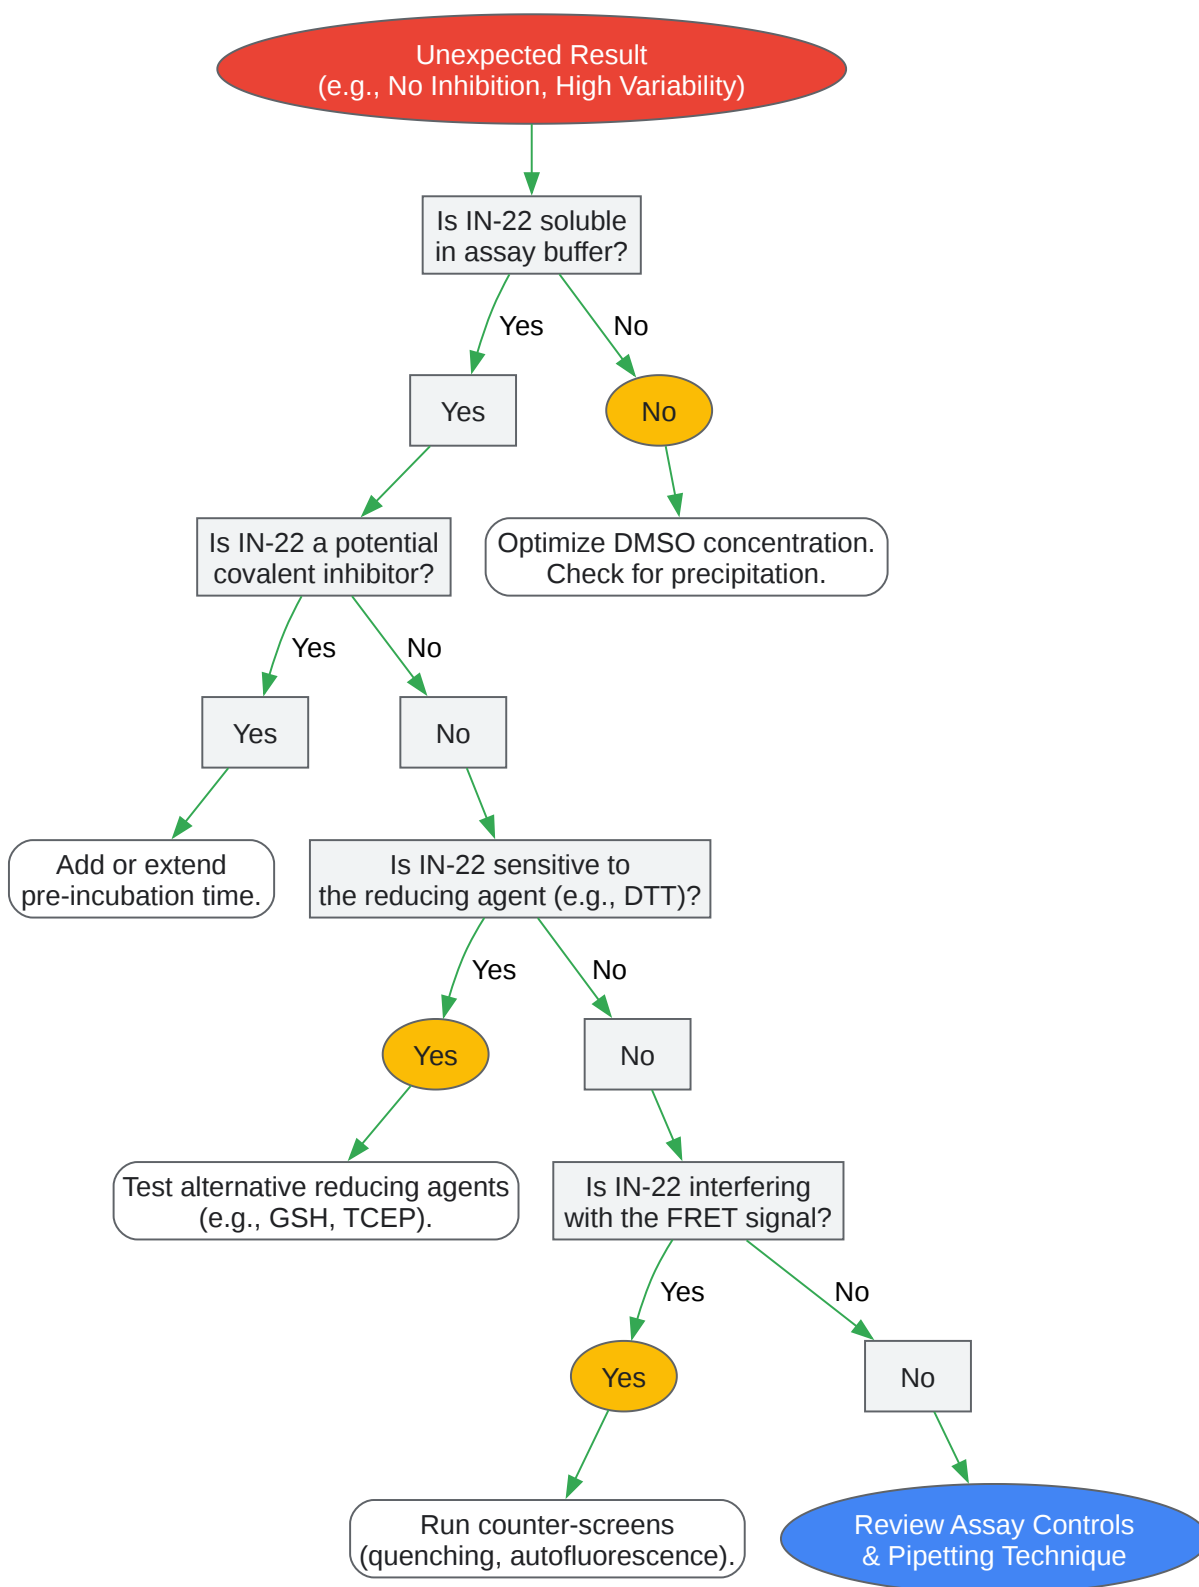 Unexpected Result
(e.g., No Inhibition, High Variability)
Is IN-22 soluble
in assay buffer?
Yes
No
Yes
No
Is IN-22 a potential
covalent inhibitor?
Optimize DMSO concentration.
Check for precipitation.
Yes
No
Yes
No
Add or extend
pre-incubation time.
Is IN-22 sensitive to
the reducing agent (e.g., DTT)?
Yes
No
Yes
No
Test alternative reducing agents
(e.g., GSH, TCEP).
Is IN-22 interfering
with the FRET signal?
Yes
No
Yes
No
Run counter-screens
(quenching, autofluorescence).
Review Assay Controls
& Pipetting Technique